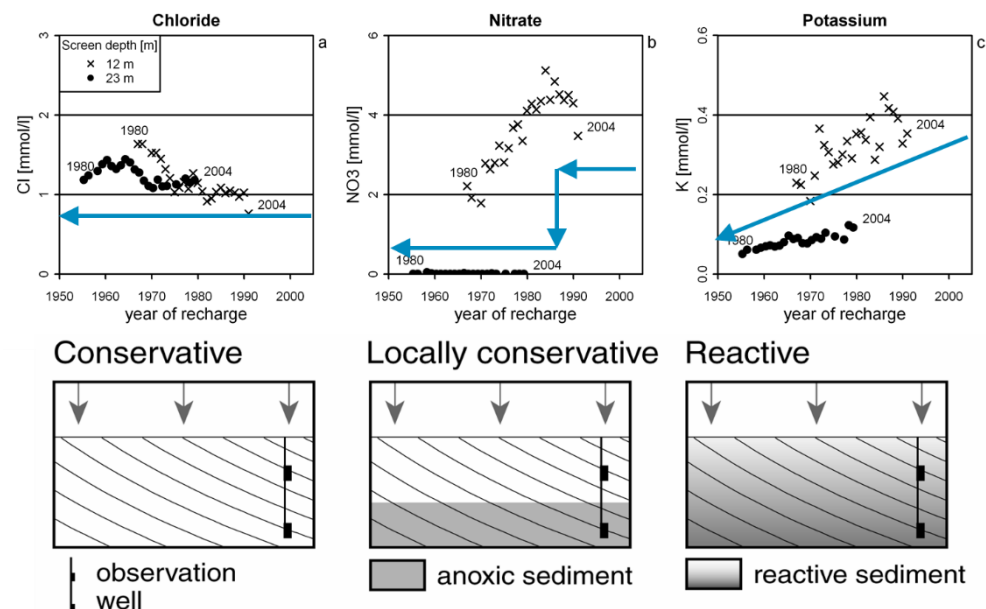 Chloride
a
Cl [mmol/l]
3
2
1
0
Screen depth [m]
× 12 m
● 23 m
1980
1980
2004
2004
1950 1960 1970 1980 1990 2000
year of recharge
Nitrate
b
NO3 [mmol/l]
6
4
2
0
1980
2004
1980
2004
1950 1960 1970 1980 1990 2000
year of recharge
Potassium
c
K [mmol/l]
0.6
0.4
0.2
0.0
1980
2004
1980
2004
1950 1960 1970 1980 1990 2000
year of recharge
Conservative
Locally conservative
Reactive
observation
well
anoxic sediment
reactive sediment